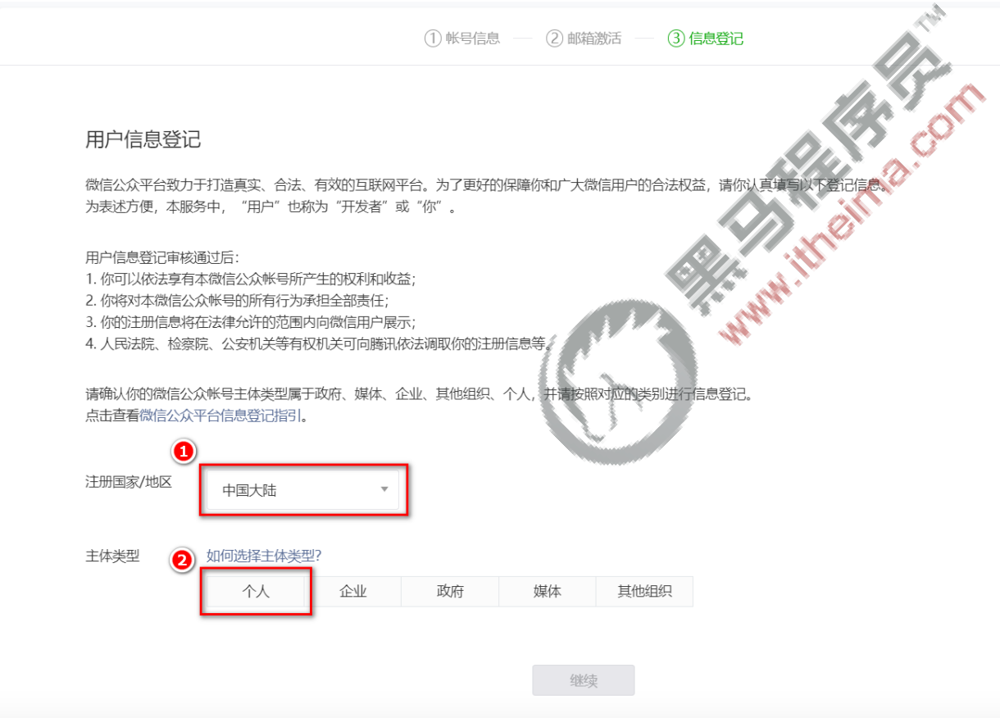 ① 帐号信息 —— ② 邮箱激活 —— ③ 信息登记
黑马程序员™
www.itheima.com
用户信息登记
微信公众平台致力于打造真实、合法、有效的互联网平台。为了更好的保障你和广大微信用户的合法权益，请你认真填写以下登记信息。
为表述方便，本服务中，“用户”也称为“开发者”或“你”。
用户信息登记审核通过后：
1. 你可以依法享有本微信公众帐号所产生的权利和收益；
2. 你将对本微信公众帐号的所有行为承担全部责任；
3. 你的注册信息将在法律允许的范围内向微信用户展示；
4. 人民法院、检察院、公安机关等有权机关可向腾讯依法调取你的注册信息等。
请确认你的微信公众帐号主体类型属于政府、媒体、企业、其他组织、个人，并请按照对应的类别进行信息登记。
点击查看微信公众平台信息登记指引。
1
注册国家/地区 中国大陆
主体类型 2 如何选择主体类型?
个人 企业 政府 媒体 其他组织
继续